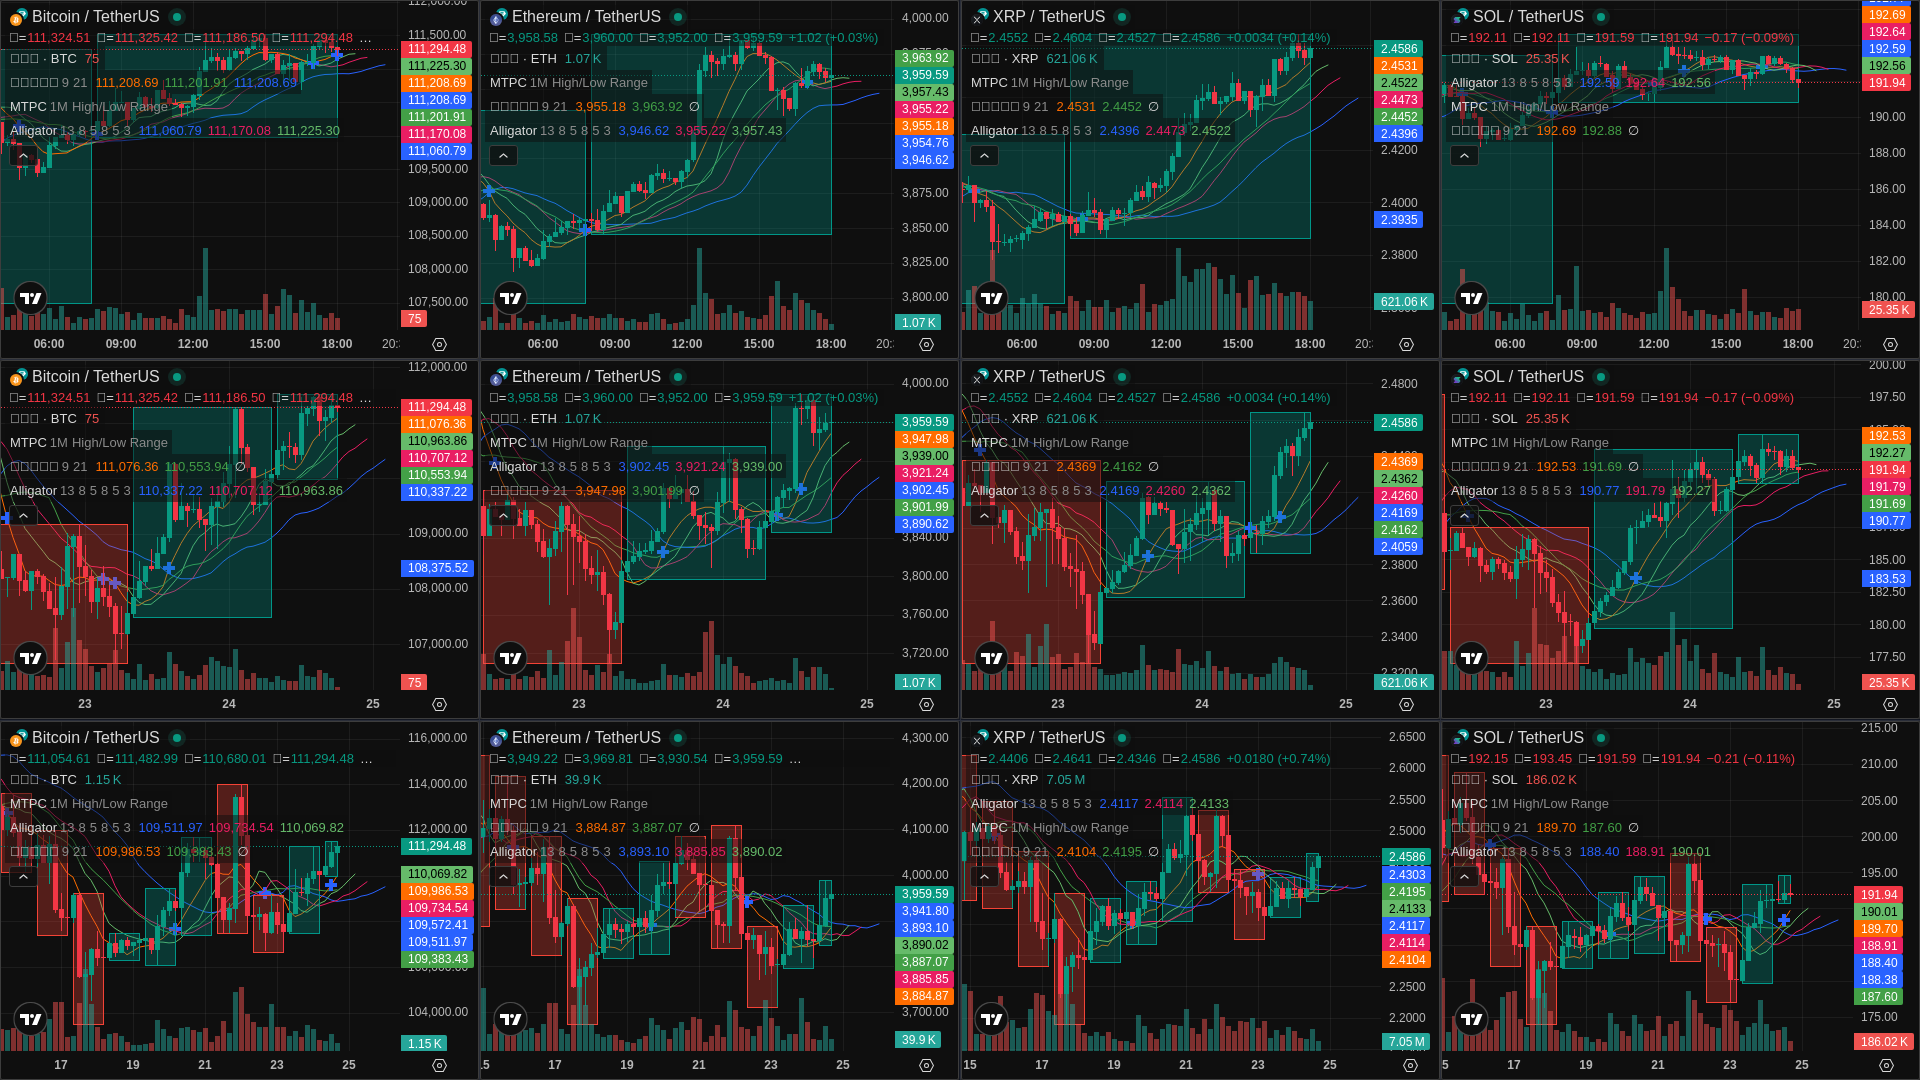 Bitcoin / TetherUS
=111,324.51 =111,325.42 =111,186.50 =111,294.48 ...
· BTC 75
9 21 111,208.69 111,201.91 111,208.69
MTPC 1M High/Low Range
Alligator 13 8 5 8 5 3 111,060.79 111,170.08 111,225.30
111,500.00
111,294.48
111,225.30
111,208.69
111,208.69
111,201.91
111,170.08
111,060.79
109,500.00
109,000.00
108,500.00
108,000.00
107,500.00
75
06:00 09:00 12:00 15:00 18:00
Ethereum / TetherUS
=3,958.58 =3,960.00 =3,952.00 =3,959.59 +1.02 (+0.03%)
· ETH 1.07 K
MTPC 1M High/Low Range
9 21 3,955.18 3,963.92 ∅
Alligator 13 8 5 8 5 3 3,946.62 3,955.22 3,957.43
4,000.00
3,963.92
3,959.59
3,957.43
3,955.22
3,955.18
3,954.76
3,946.62
3,875.00
3,850.00
3,825.00
3,800.00
1.07 K
06:00 09:00 12:00 15:00 18:00
XRP / TetherUS
=2.4552 =2.4604 =2.4527 =2.4586 +0.0034 (+0.14%)
· XRP 621.06 K
MTPC 1M High/Low Range
9 21 2.4531 2.4452 ∅
Alligator 13 8 5 8 5 3 2.4396 2.4473 2.4522
2.4586
2.4531
2.4522
2.4473
2.4452
2.4396
2.4200
2.4000
2.3935
2.3800
621.06 K
06:00 09:00 12:00 15:00 18:00
SOL / TetherUS
=192.11 =192.11 =191.59 =191.94 −0.17 (−0.09%)
· SOL 25.35 K
Alligator 13 8 5 8 5 3 192.59 192.64 192.56
MTPC 1M High/Low Range
9 21 192.69 192.88 ∅
192.69
192.64
192.59
192.56
191.94
190.00
188.00
186.00
184.00
182.00
180.00
25.35 K
06:00 09:00 12:00 15:00 18:00
Bitcoin / TetherUS
=111,324.51 =111,325.42 =111,186.50 =111,294.48 ...
· BTC 75
MTPC 1M High/Low Range
9 21 111,076.36 110,553.94 ∅
Alligator 13 8 5 8 5 3 110,337.22 110,707.12 110,963.86
112,000.00
111,294.48
111,076.36
110,963.86
110,707.12
110,553.94
110,337.22
109,000.00
108,375.52
108,000.00
107,000.00
75
23 24 25
Ethereum / TetherUS
=3,958.58 =3,960.00 =3,952.00 =3,959.59 +1.02 (+0.03%)
· ETH 1.07 K
MTPC 1M High/Low Range
Alligator 13 8 5 8 5 3 3,902.45 3,921.24 3,939.00
9 21 3,947.98 3,901.99 ∅
4,000.00
3,959.59
3,947.98
3,939.00
3,921.24
3,902.45
3,901.99
3,890.62
3,840.00
3,800.00
3,760.00
3,720.00
1.07 K
23 24 25
XRP / TetherUS
=2.4552 =2.4604 =2.4527 =2.4586 +0.0034 (+0.14%)
· XRP 621.06 K
MTPC 1M High/Low Range
9 21 2.4369 2.4162 ∅
Alligator 13 8 5 8 5 3 2.4169 2.4260 2.4362
2.4800
2.4586
2.4369
2.4362
2.4260
2.4169
2.4162
2.4059
2.3800
2.3600
2.3400
2.3200
621.06 K
23 24 25
SOL / TetherUS
=192.11 =192.11 =191.59 =191.94 −0.17 (−0.09%)
· SOL 25.35 K
MTPC 1M High/Low Range
9 21 192.53 191.69 ∅
Alligator 13 8 5 8 5 3 190.77 191.79 192.27
200.00
197.50
192.53
192.27
191.94
191.79
191.69
190.77
185.00
183.53
182.50
180.00
177.50
25.35 K
23 24 25
Bitcoin / TetherUS
=111,054.61 =111,482.99 =110,680.01 =111,294.48 ...
· BTC 1.15 K
MTPC 1M High/Low Range
Alligator 13 8 5 8 5 3 109,511.97 109,734.54 110,069.82
9 21 109,986.53 109,383.43 ∅
116,000.00
114,000.00
112,000.00
111,294.48
110,069.82
109,986.53
109,734.54
109,572.41
109,511.97
109,383.43
104,000.00
1.15 K
17 19 21 23 25
Ethereum / TetherUS
=3,949.22 =3,969.81 =3,930.54 =3,959.59 ...
· ETH 39.9 K
MTPC 1M High/Low Range
9 21 3,884.87 3,887.07 ∅
Alligator 13 8 5 8 5 3 3,893.10 3,885.85 3,890.02
4,300.00
4,200.00
4,100.00
4,000.00
3,959.59
3,941.80
3,893.10
3,890.02
3,887.07
3,885.85
3,884.87
3,700.00
39.9 K
17 19 21 23 25
XRP / TetherUS
=2.4406 =2.4641 =2.4346 =2.4586 +0.0180 (+0.74%)
· XRP 7.05 M
Alligator 13 8 5 8 5 3 2.4117 2.4114 2.4133
MTPC 1M High/Low Range
9 21 2.4104 2.4195 ∅
2.6500
2.6000
2.5500
2.5000
2.4586
2.4303
2.4195
2.4133
2.4117
2.4114
2.4104
2.2500
2.2000
7.05 M
15 17 19 21 23 25
SOL / TetherUS
=192.15 =193.45 =191.59 =191.94 −0.21 (−0.11%)
· SOL 186.02 K
MTPC 1M High/Low Range
9 21 189.70 187.60 ∅
Alligator 13 8 5 8 5 3 188.40 188.91 190.01
215.00
210.00
205.00
200.00
195.00
191.94
190.01
189.70
188.91
188.40
188.38
187.60
175.00
186.02 K
17 19 21 23 25